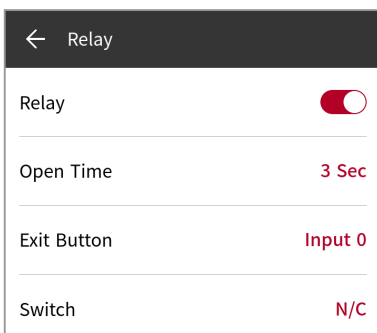 Relay
Relay
Open Time 3 Sec
Exit Button Input 0
Switch N/C